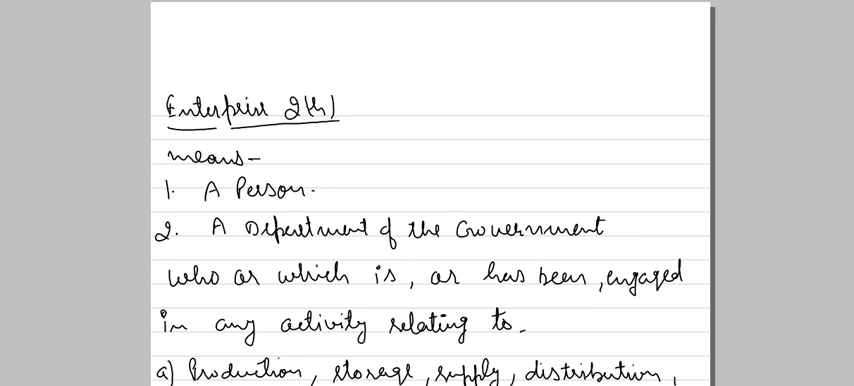 Enterprise 2(h)
means-
1. A Person.
2. A Department of the Government
who or which is, or has been, engaged
in any activity relating to.
a) Production, storage, supply, distribution,